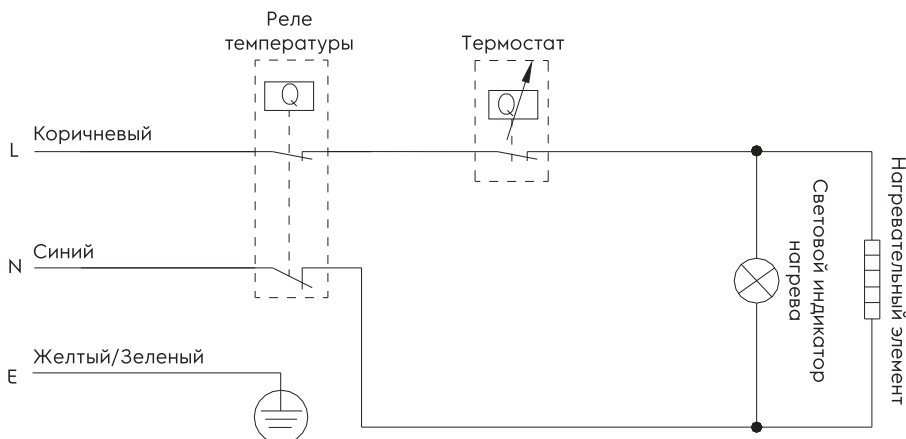 Реле
температуры
Термостат
Q
Q
L
Коричневый
N
Синий
E
Желтый/Зеленый
Световой индикатор
нагрева
Нагревательный элемент